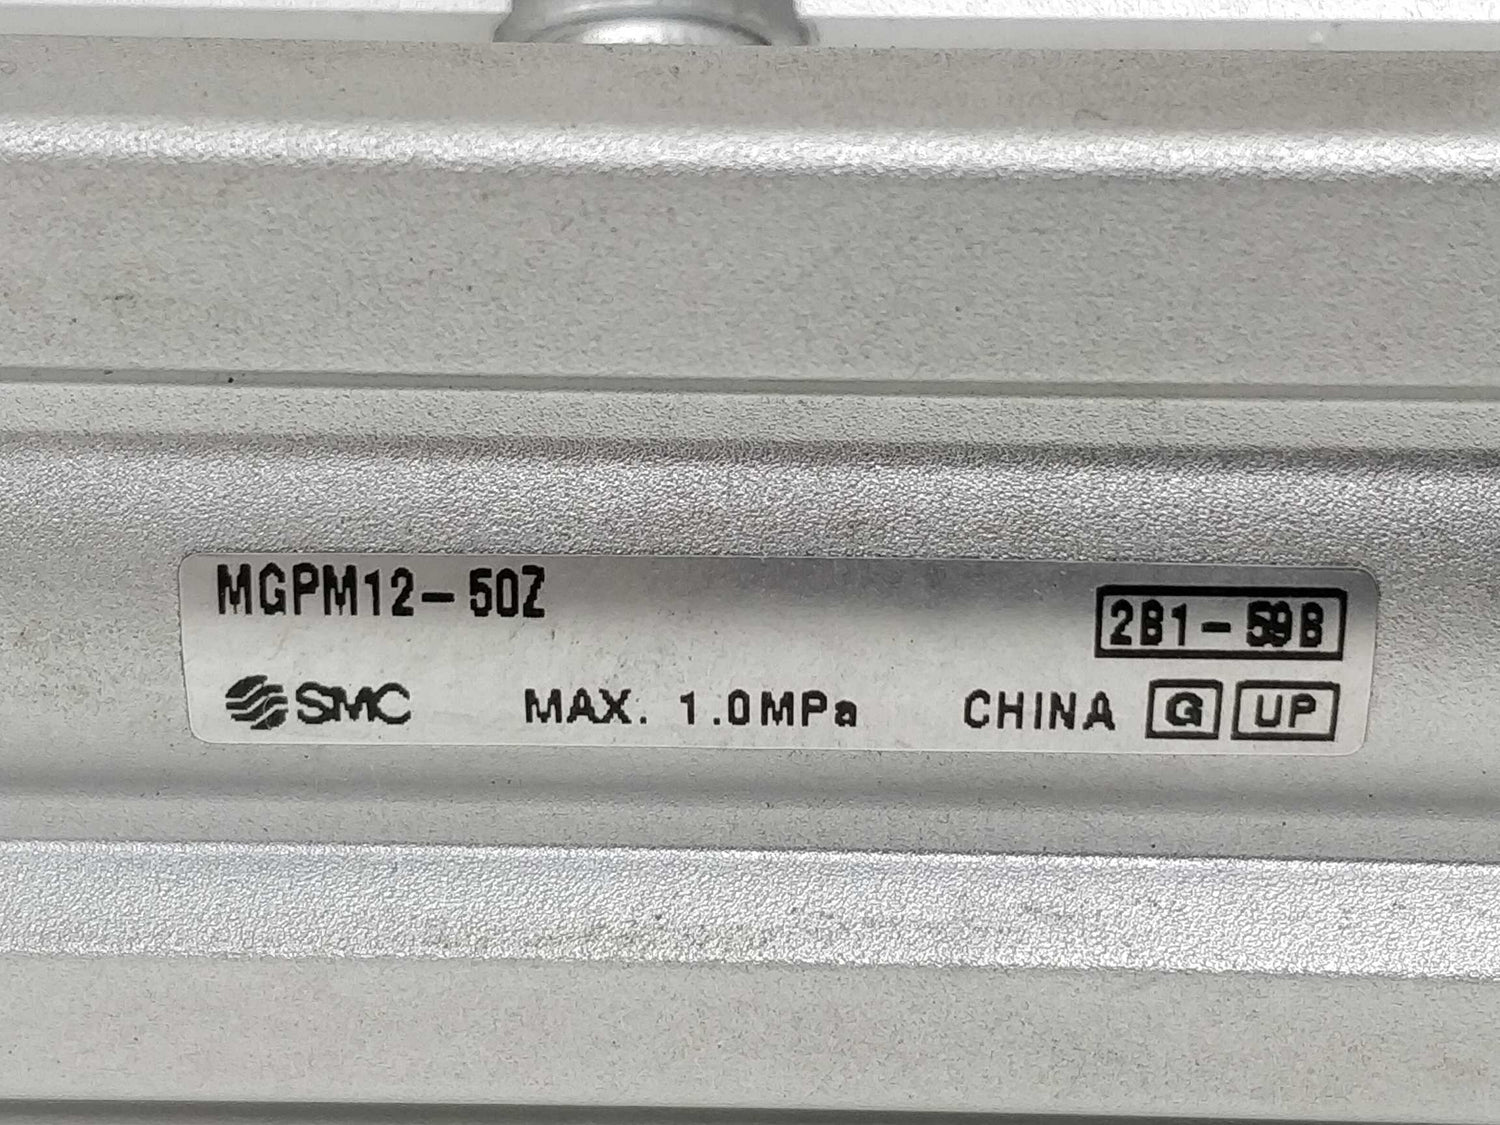 MGPM12-50Z
2B1-59B
SMC MAX. 1.0MPa CHINA G UP